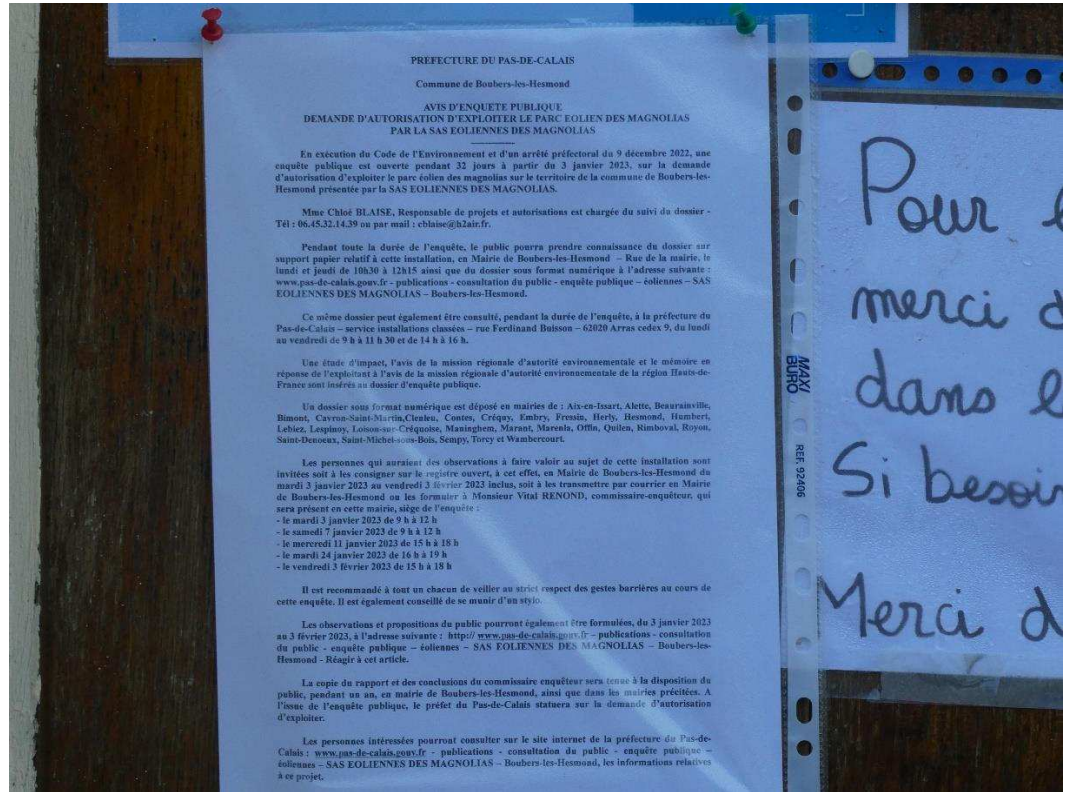 PREFECTURE DU PAS-DE-CALAIS
Commune de Boubers-les-Hesmond
AVIS D'ENQUETE PUBLIQUE
DEMANDE D'AUTORISATION D'EXPLOITER LE PARC EOLIEN DES MAGNOLIAS
PAR LA SAS EOLIENNES DES MAGNOLIAS
En exécution du Code de l'Environnement et d'un arrêté préfectoral du 9 décembre 2022, une
enquête publique est ouverte pendant 32 jours à partir du 3 janvier 2023, sur la demande
d'autorisation d'exploiter le parc éolien des magnolias sur le territoire de la commune de Boubers-les-
Hesmond présentée par la SAS EOLIENNES DES MAGNOLIAS.
Mme Chloé BLAISE, Responsable de projets et autorisations est chargée du suivi du dossier -
Tél : 06.45.32.14.39 ou par mail : cblaise@h2air.fr.
Pendant toute la durée de l'enquête, le public pourra prendre connaissance du dossier sur
support papier relatif à cette installation, en Mairie de Boubers-les-Hesmond – Rue de la mairie, le
lundi et jeudi de 10h30 à 12h15 ainsi que du dossier sous format numérique à l'adresse suivante :
www.pas-de-calais.gouv.fr - publications - consultation du public - enquête publique – éoliennes – SAS
EOLIENNES DES MAGNOLIAS – Boubers-les-Hesmond.
Ce même dossier peut également être consulté, pendant la durée de l'enquête, à la préfecture du
Pas-de-Calais – service installations classées – rue Ferdinand Buisson – 62020 Arras cedex 9, du lundi
au vendredi de 9 h à 11 h 30 et de 14 h à 16 h.
Une étude d'impact, l'avis de la mission régionale d'autorité environnementale et le mémoire en
réponse de l'exploitant à l'avis de la mission régionale d'autorité environnementale de la région Hauts-de-
France sont insérés au dossier d'enquête publique.
Un dossier sous format numérique est déposé en mairies de : Aix-en-Issart, Alette, Beaurainville,
Bimont, Cavron-Saint-Martin,Clenleu, Contes, Créquy, Embry, Fressin, Herly, Hesmond, Humbert,
Lebiez, Lespinoy, Loison-sur-Créquoise, Maninghem, Marant, Marenla, Offin, Quilen, Rimboval, Royon,
Saint-Denoeux, Saint-Michel-sous-Bois, Sempy, Torcy et Wambercourt.
Les personnes qui auraient des observations à faire valoir au sujet de cette installation sont
invitées soit à les consigner sur le registre ouvert, à cet effet, en Mairie de Boubers-les-Hesmond du
mardi 3 janvier 2023 au vendredi 3 février 2023 inclus, soit à les transmettre par courrier en Mairie
de Boubers-les-Hesmond ou les formuler à Monsieur Vital RENOND, commissaire-enquêteur, qui
sera présent en cette mairie, siège de l'enquête :
- le mardi 3 janvier 2023 de 9 h à 12 h
- le samedi 7 janvier 2023 de 9 h à 12 h
- le mercredi 11 janvier 2023 de 15 h à 18 h
- le mardi 24 janvier 2023 de 16 h à 19 h
- le vendredi 3 février 2023 de 15 h à 18 h
Il est recommandé à tout un chacun de veiller au strict respect des gestes barrières au cours de
cette enquête. Il est également conseillé de se munir d'un stylo.
Les observations et propositions du public pourront également être formulées, du 3 janvier 2023
au 3 février 2023, à l'adresse suivante : http:// www.pas-de-calais.gouv.fr – publications - consultation
du public - enquête publique – éoliennes – SAS EOLIENNES DES MAGNOLIAS – Boubers-les-
Hesmond - Réagir à cet article.
La copie du rapport et des conclusions du commissaire enquêteur sera tenue à la disposition du
public, pendant un an, en mairie de Boubers-les-Hesmond, ainsi que dans les mairies précitées. A
l'issue de l'enquête publique, le préfet du Pas-de-Calais statuera sur la demande d'autorisation
d'exploiter.
Les personnes intéressées pourront consulter sur le site internet de la préfecture du Pas-de-
Calais : www.pas-de-calais.gouv.fr - publications - consultation du public - enquête publique –
éoliennes – SAS EOLIENNES DES MAGNOLIAS – Boubers-les-Hesmond, les informations relatives
à ce projet.
MAXI
BURO
REF. 92406
Pour
merci
dans
Si besoin
Merci